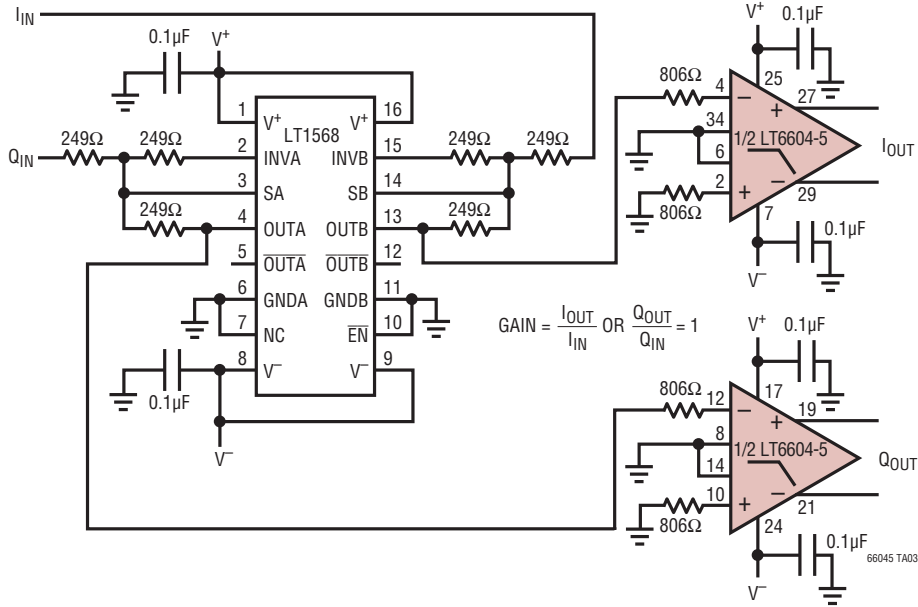 I_IN
0.1µF
V+
249Ω
249Ω
Q_IN
249Ω
1
2
3
4
5
6
7
8
V+
INVA
SA
OUTA
O̅U̅T̅A̅
GNDA
NC
V–
LT1568
V+
INVB
SB
OUTB
O̅U̅T̅B̅
GNDB
E̅N̅
V–
16
15
14
13
12
11
10
9
249Ω
249Ω
249Ω
0.1µF
V–
V+
0.1µF
25
806Ω
4
–
+
27
34
1/2 LT6604-5
6
I_OUT
2
+
–
29
806Ω
7
0.1µF
V–
GAIN = I_OUT/I_IN OR Q_OUT/Q_IN = 1
V+
0.1µF
17
806Ω
12
–
+
19
8
1/2 LT6604-5
14
Q_OUT
10
+
–
21
806Ω
24
0.1µF
V–
66045 TA03